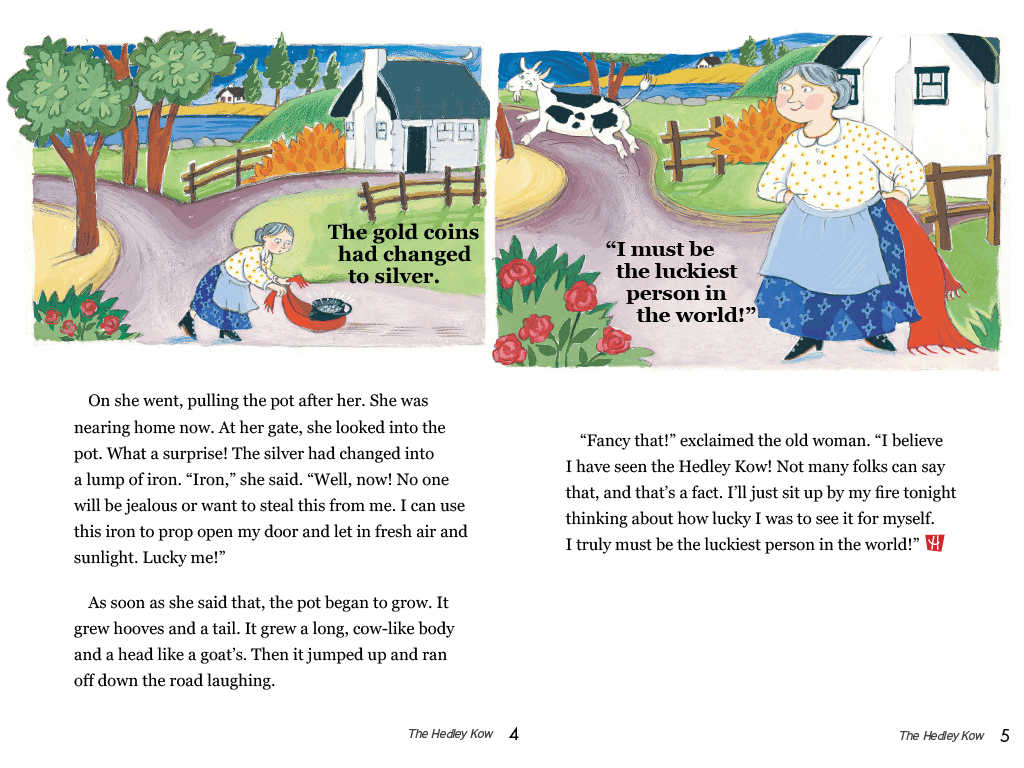 The gold coins
had changed
to silver.
On she went, pulling the pot after her. She was
nearing home now. At her gate, she looked into the
pot. What a surprise! The silver had changed into
a lump of iron. “Iron,” she said. “Well, now! No one
will be jealous or want to steal this from me. I can use
this iron to prop open my door and let in fresh air and
sunlight. Lucky me!”
As soon as she said that, the pot began to grow. It
grew hooves and a tail. It grew a long, cow-like body
and a head like a goat’s. Then it jumped up and ran
off down the road laughing.
The Hedley Kow 4
“I must be
the luckiest
person in
the world!”
“Fancy that!” exclaimed the old woman. “I believe
I have seen the Hedley Kow! Not many folks can say
that, and that’s a fact. I’ll just sit up by my fire tonight
thinking about how lucky I was to see it for myself.
I truly must be the luckiest person in the world!” H
The Hedley Kow 5